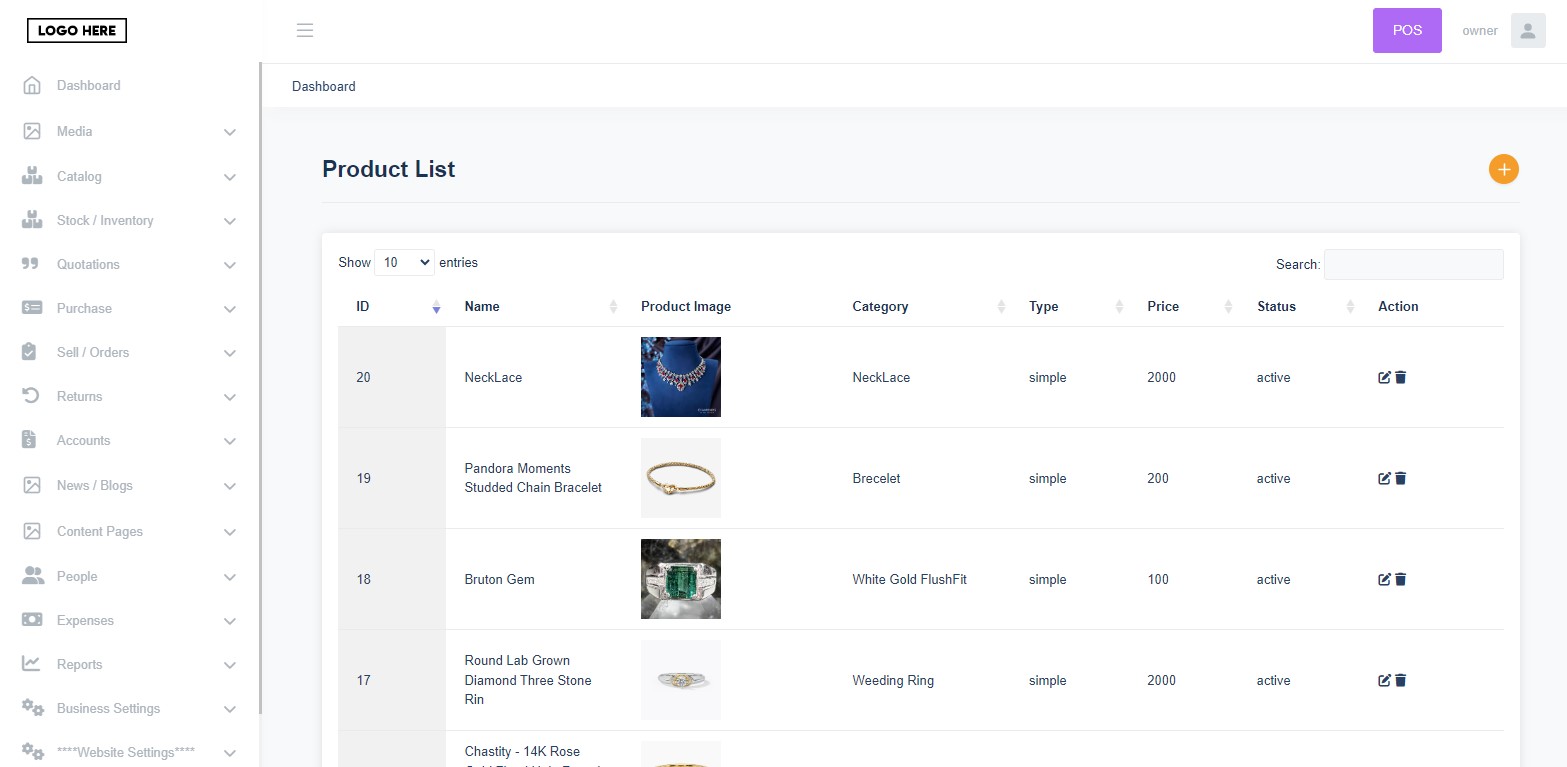 LOGO HERE
POS
owner
Dashboard
Dashboard
Media
Catalog
Stock / Inventory
Quotations
Purchase
Sell / Orders
Returns
Accounts
News / Blogs
Content Pages
People
Expenses
Reports
Business Settings
****Website Settings****
Product List
Show 10 entries
Search:
ID Name Product Image Category Type Price Status Action
20 NeckLace NeckLace simple 2000 active
19 Pandora Moments Brecelet simple 200 active
Studded Chain Bracelet
18 Bruton Gem White Gold FlushFit simple 100 active
17 Round Lab Grown Weeding Ring simple 2000 active
Diamond Three Stone
Rin
Chastity - 14K Rose